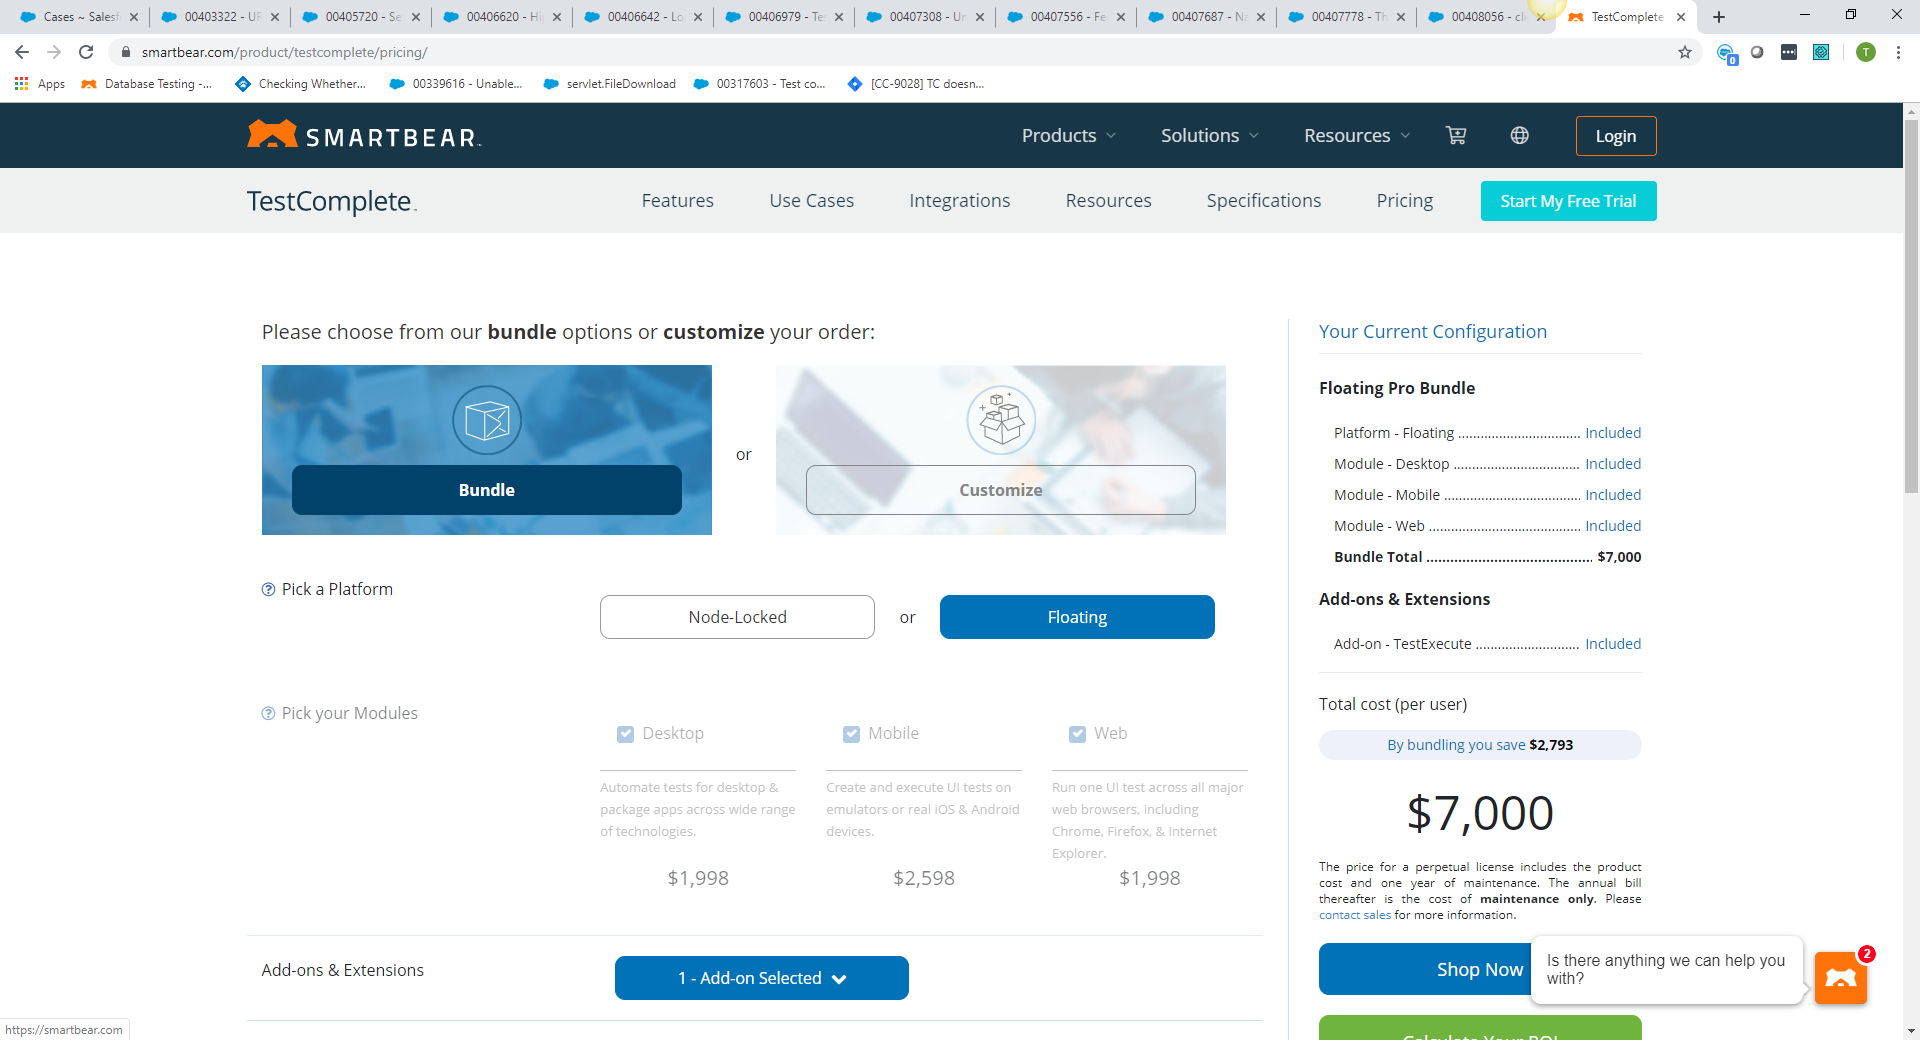 Cases ~ Salesf
00403322 - UF
00405720 - Se
00406620 - Hi
00406642 - Lo
00406979 - Te
00407308 - Un
00407556 - Fe
00407687 - Na
00407778 - Th
00408056 - cl
TestComplete
smartbear.com/product/testcomplete/pricing/
0
T
Apps
Database Testing -...
Checking Whether...
00339616 - Unable...
servlet.FileDownload
00317603 - Test co...
[CC-9028] TC doesn...
SMARTBEAR
Products
Solutions
Resources
Login
TestComplete
Features
Use Cases
Integrations
Resources
Specifications
Pricing
Start My Free Trial
Please choose from our bundle options or customize your order:
Bundle
or
Customize
Pick a Platform
Node-Locked
or
Floating
Pick your Modules
Desktop
Automate tests for desktop &
package apps across wide range
of technologies.
$1,998
Mobile
Create and execute UI tests on
emulators or real iOS & Android
devices.
$2,598
Web
Run one UI test across all major
web browsers, including
Chrome, Firefox, & Internet
Explorer.
$1,998
Add-ons & Extensions
1 - Add-on Selected
Your Current Configuration
Floating Pro Bundle
Platform - Floating ................................ Included
Module - Desktop ................................. Included
Module - Mobile .................................... Included
Module - Web ........................................ Included
Bundle Total ........................................... $7,000
Add-ons & Extensions
Add-on - TestExecute ........................... Included
Total cost (per user)
By bundling you save $2,793
$7,000
The price for a perpetual license includes the product
cost and one year of maintenance. The annual bill
thereafter is the cost of maintenance only. Please
contact sales for more information.
Shop Now
Is there anything we can help you
with?
2
Calculate Your ROI
https://smartbear.com